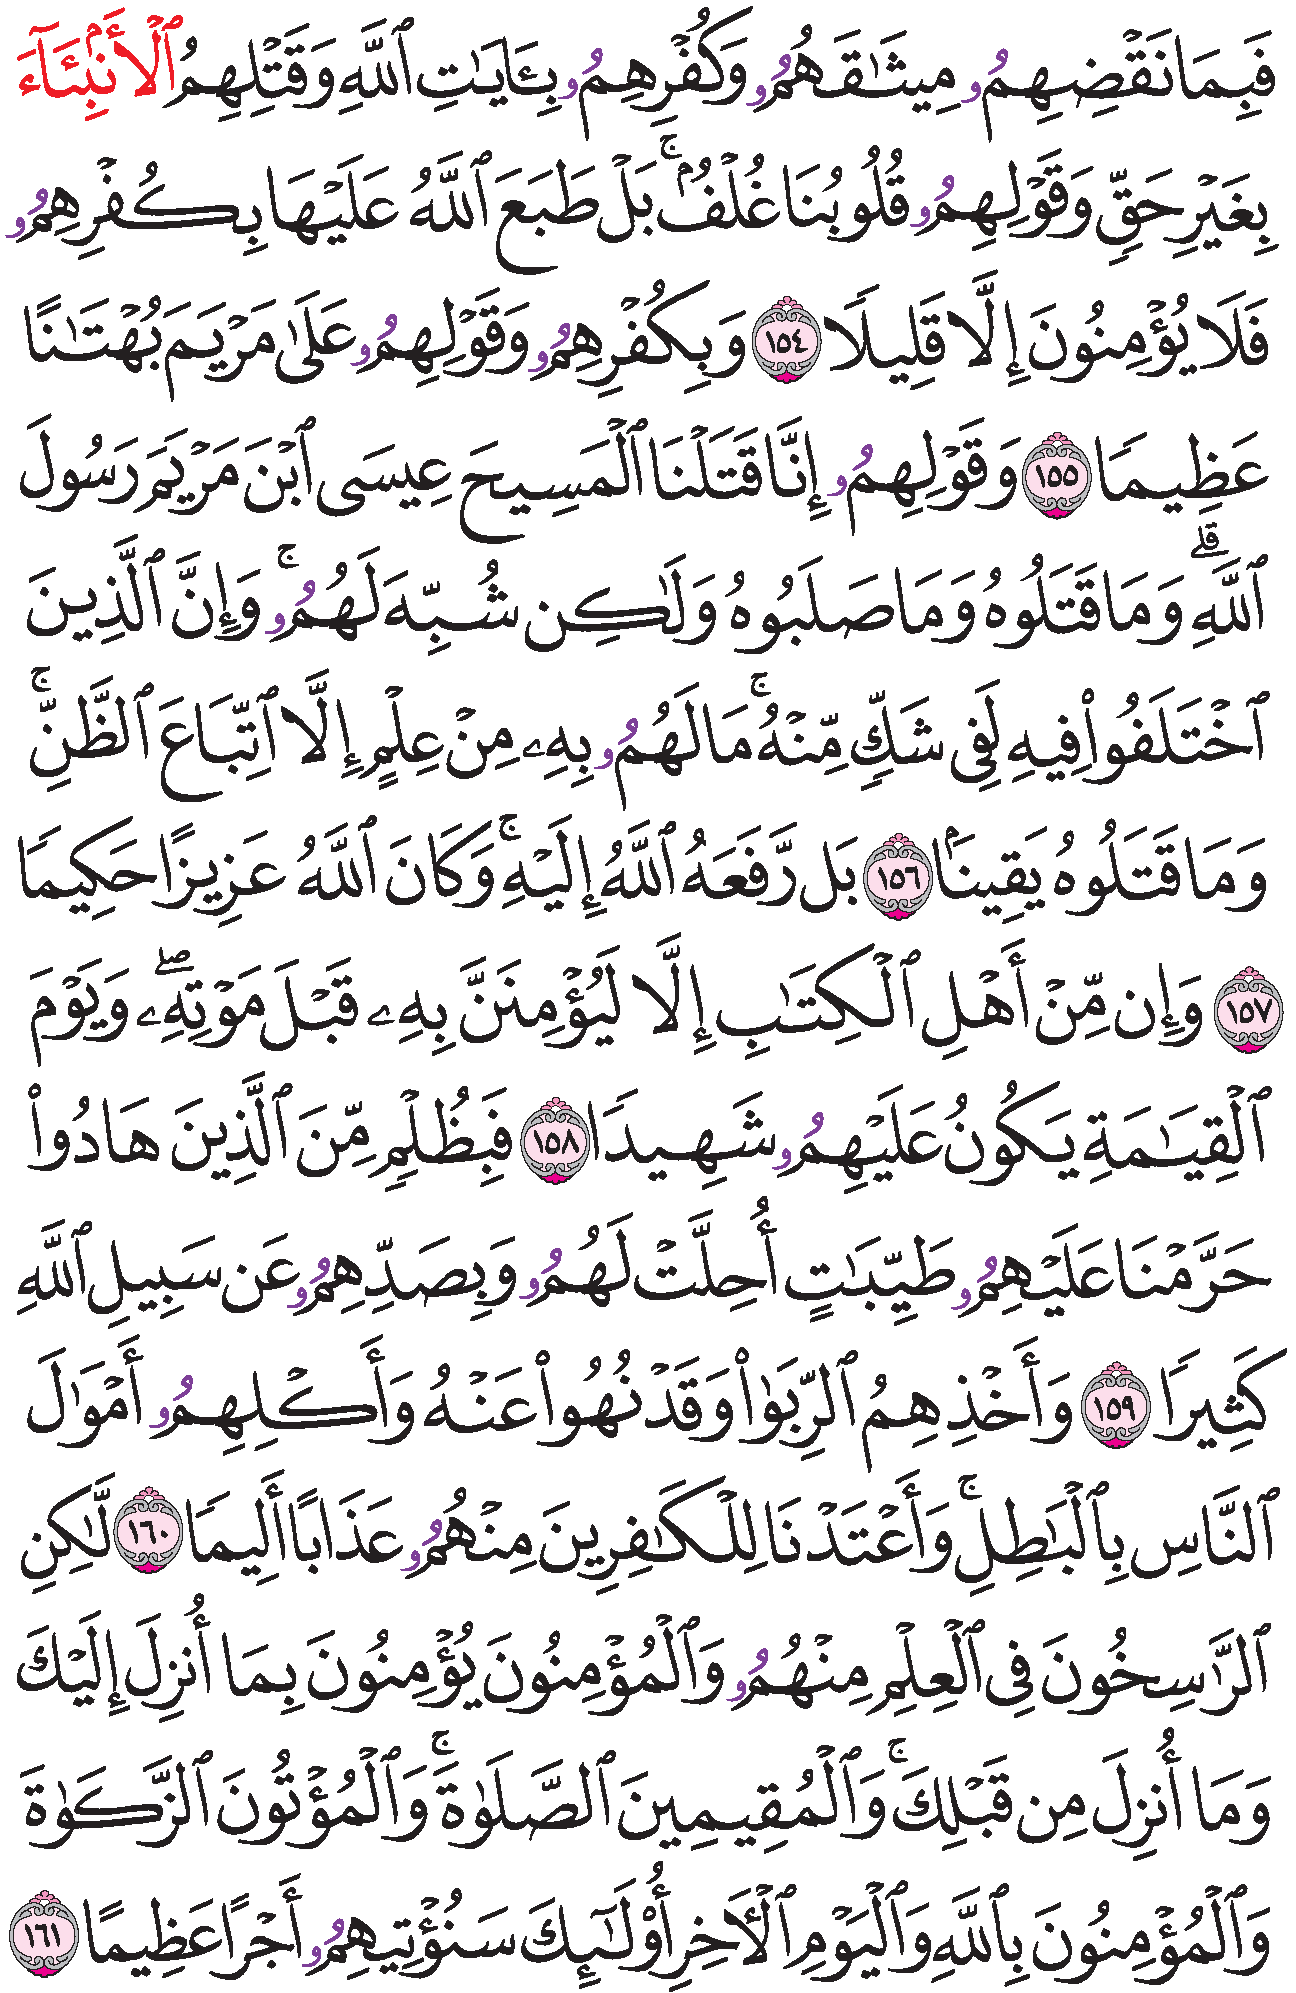 فَبِمَا نَقْضِهِمُۥ مِيثَٰقَهُمُۥ وَكُفْرِهِمُۥ بِـَٔايَٰتِ ٱللَّهِ وَقَتْلِهِمُ ٱلْأَنۢبِـَٔآءَ
بِغَيْرِ حَقٍّ وَقَوْلِهِمُۥ قُلُوبُنَا غُلْفُۢ ۚ بَلْ طَبَعَ ٱللَّهُ عَلَيْهَا بِكُفْرِهِمُۥ
فَلَا يُؤْمِنُونَ إِلَّا قَلِيلًا ١٥٤ وَبِكُفْرِهِمُۥ وَقَوْلِهِمُۥ عَلَىٰ مَرْيَمَ بُهْتَٰنًا
عَظِيمًا ١٥٥ وَقَوْلِهِمُۥ إِنَّا قَتَلْنَا ٱلْمَسِيحَ عِيسَى ٱبْنَ مَرْيَمَ رَسُولَ
ٱللَّهِ ۖ وَمَا قَتَلُوهُ وَمَا صَلَبُوهُ وَلَٰكِن شُبِّهَ لَهُمُۥ ۚ وَإِنَّ ٱلَّذِينَ
ٱخْتَلَفُوا۟ فِيهِ لَفِى شَكٍّ مِّنْهُ ۚ مَا لَهُمُۥ بِهِۦ مِنْ عِلْمٍ إِلَّا ٱتِّبَاعَ ٱلظَّنِّ ۚ
وَمَا قَتَلُوهُ يَقِينَۢا ١٥٦ بَل رَّفَعَهُ ٱللَّهُ إِلَيْهِ ۚ وَكَانَ ٱللَّهُ عَزِيزًا حَكِيمًا
١٥٧ وَإِن مِّنْ أَهْلِ ٱلْكِتَٰبِ إِلَّا لَيُؤْمِنَنَّ بِهِۦ قَبْلَ مَوْتِهِۦ ۖ وَيَوْمَ
ٱلْقِيَٰمَةِ يَكُونُ عَلَيْهِمُۥ شَهِيدًا ١٥٨ فَبِظُلْمٍ مِّنَ ٱلَّذِينَ هَادُوا۟
حَرَّمْنَا عَلَيْهِمُۥ طَيِّبَٰتٍ أُحِلَّتْ لَهُمُۥ وَبِصَدِّهِمُۥ عَن سَبِيلِ ٱللَّهِ
كَثِيرًا ١٥٩ وَأَخْذِهِمُ ٱلرِّبَوٰا۟ وَقَدْ نُهُوا۟ عَنْهُ وَأَكْلِهِمُۥ أَمْوَٰلَ
ٱلنَّاسِ بِٱلْبَٰطِلِ ۚ وَأَعْتَدْنَا لِلْكَٰفِرِينَ مِنْهُمُۥ عَذَابًا أَلِيمًا ١٦٠ لَّٰكِنِ
ٱلرَّٰسِخُونَ فِى ٱلْعِلْمِ مِنْهُمُۥ وَٱلْمُؤْمِنُونَ يُؤْمِنُونَ بِمَا أُنزِلَ إِلَيْكَ
وَمَا أُنزِلَ مِن قَبْلِكَ ۚ وَٱلْمُقِيمِينَ ٱلصَّلَوٰةَ ۚ وَٱلْمُؤْتُونَ ٱلزَّكَوٰةَ
وَٱلْمُؤْمِنُونَ بِٱللَّهِ وَٱلْيَوْمِ ٱلْءَاخِرِ أُو۟لَٰٓئِكَ سَنُؤْتِيهِمُۥ أَجْرًا عَظِيمًا ١٦١